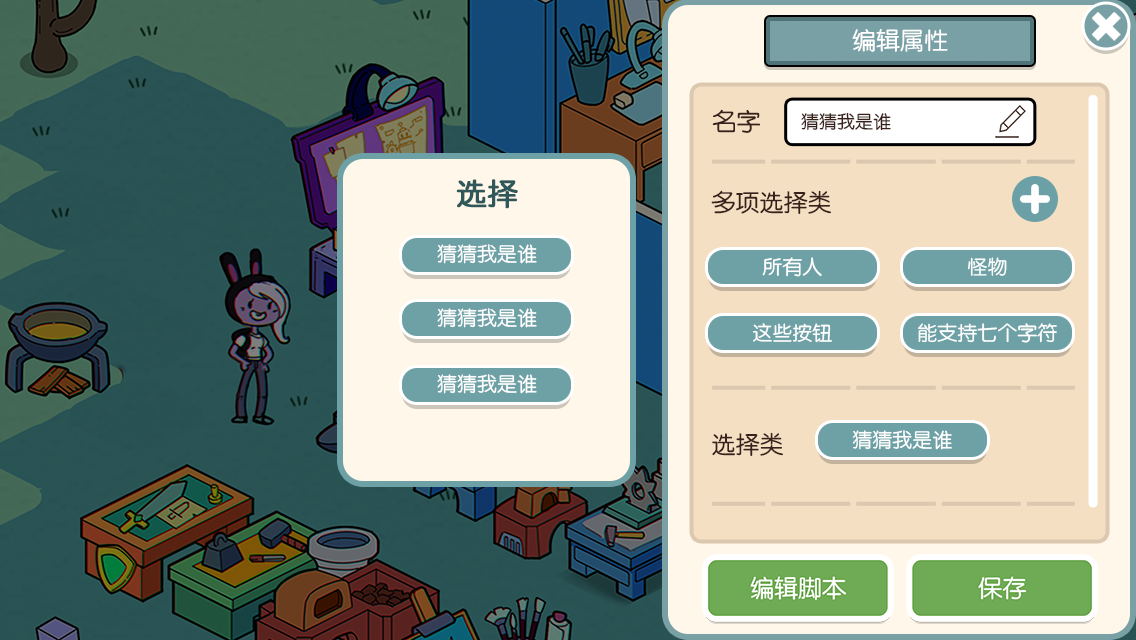 编辑属性
名字
猜猜我是谁
多项选择类
所有人
怪物
这些按钮
能支持七个字符
选择类
猜猜我是谁
编辑脚本
保存
选择
猜猜我是谁
猜猜我是谁
猜猜我是谁